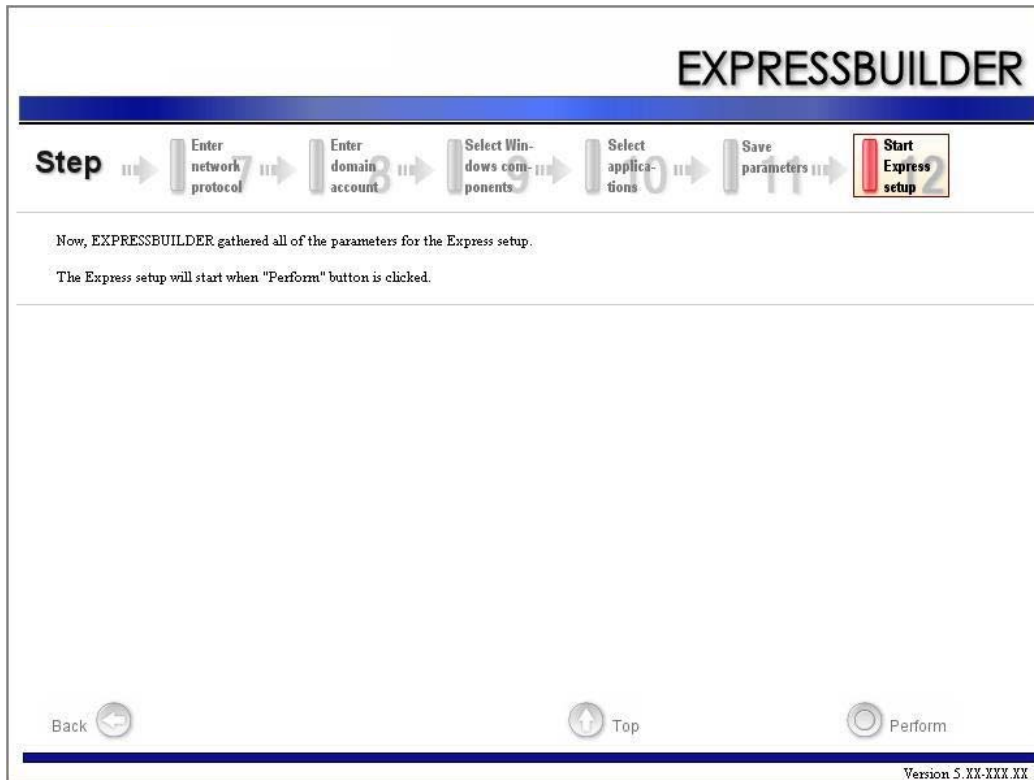 EXPRESSBUILDER
Step
Enter
network
protocol
7
Enter
domain
account
8
Select Win-
dows com-
ponents
9
Select
applica-
tions
10
Save
parameters
11
Start
Express
setup
12
Now, EXPRESSBUILDER gathered all of the parameters for the Express setup.
The Express setup will start when "Perform" button is clicked.
Back
Top
Perform
Version 5.XX-XXX.XX